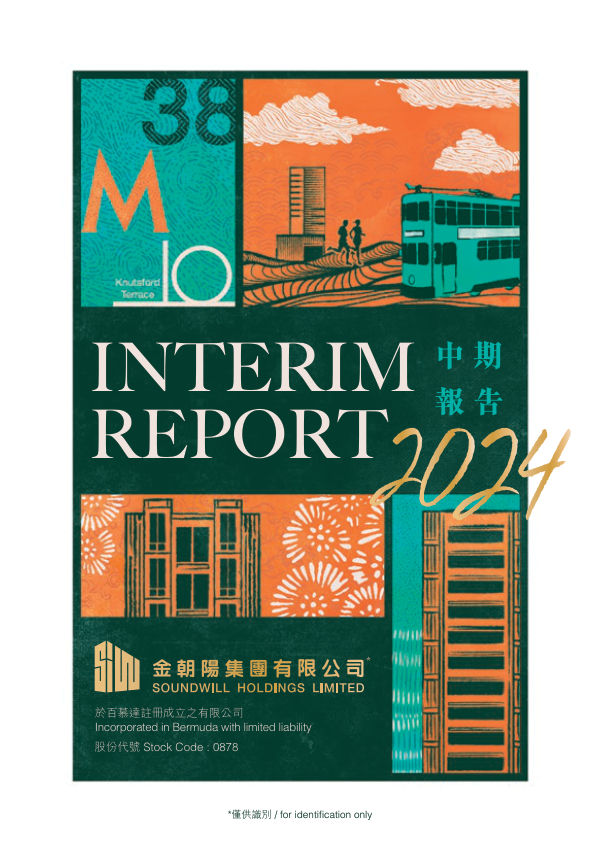 38
M
10
Knutsford
Terrace
INTERIM
REPORT
中期
報告
2024
SiW
金朝陽集團有限公司*
SOUNDWILL HOLDINGS LIMITED
於百慕達註冊成立之有限公司
Incorporated in Bermuda with limited liability
股份代號 Stock Code : 0878
*僅供識別 / for identification only